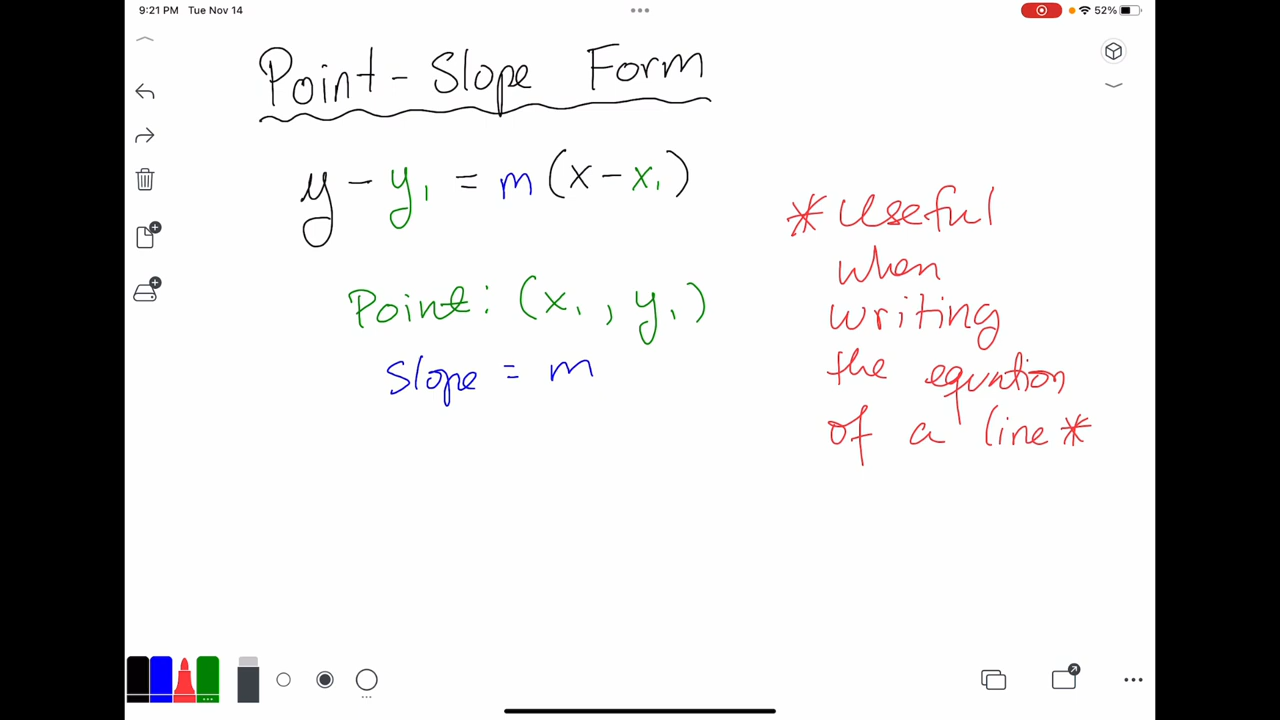 9:21 PM Tue Nov 14
52%
Point-Slope Form
y - y₁ = m(x - x₁)
Point: (x₁, y₁)
slope = m
*Useful
when
writing
the equation
of a line*